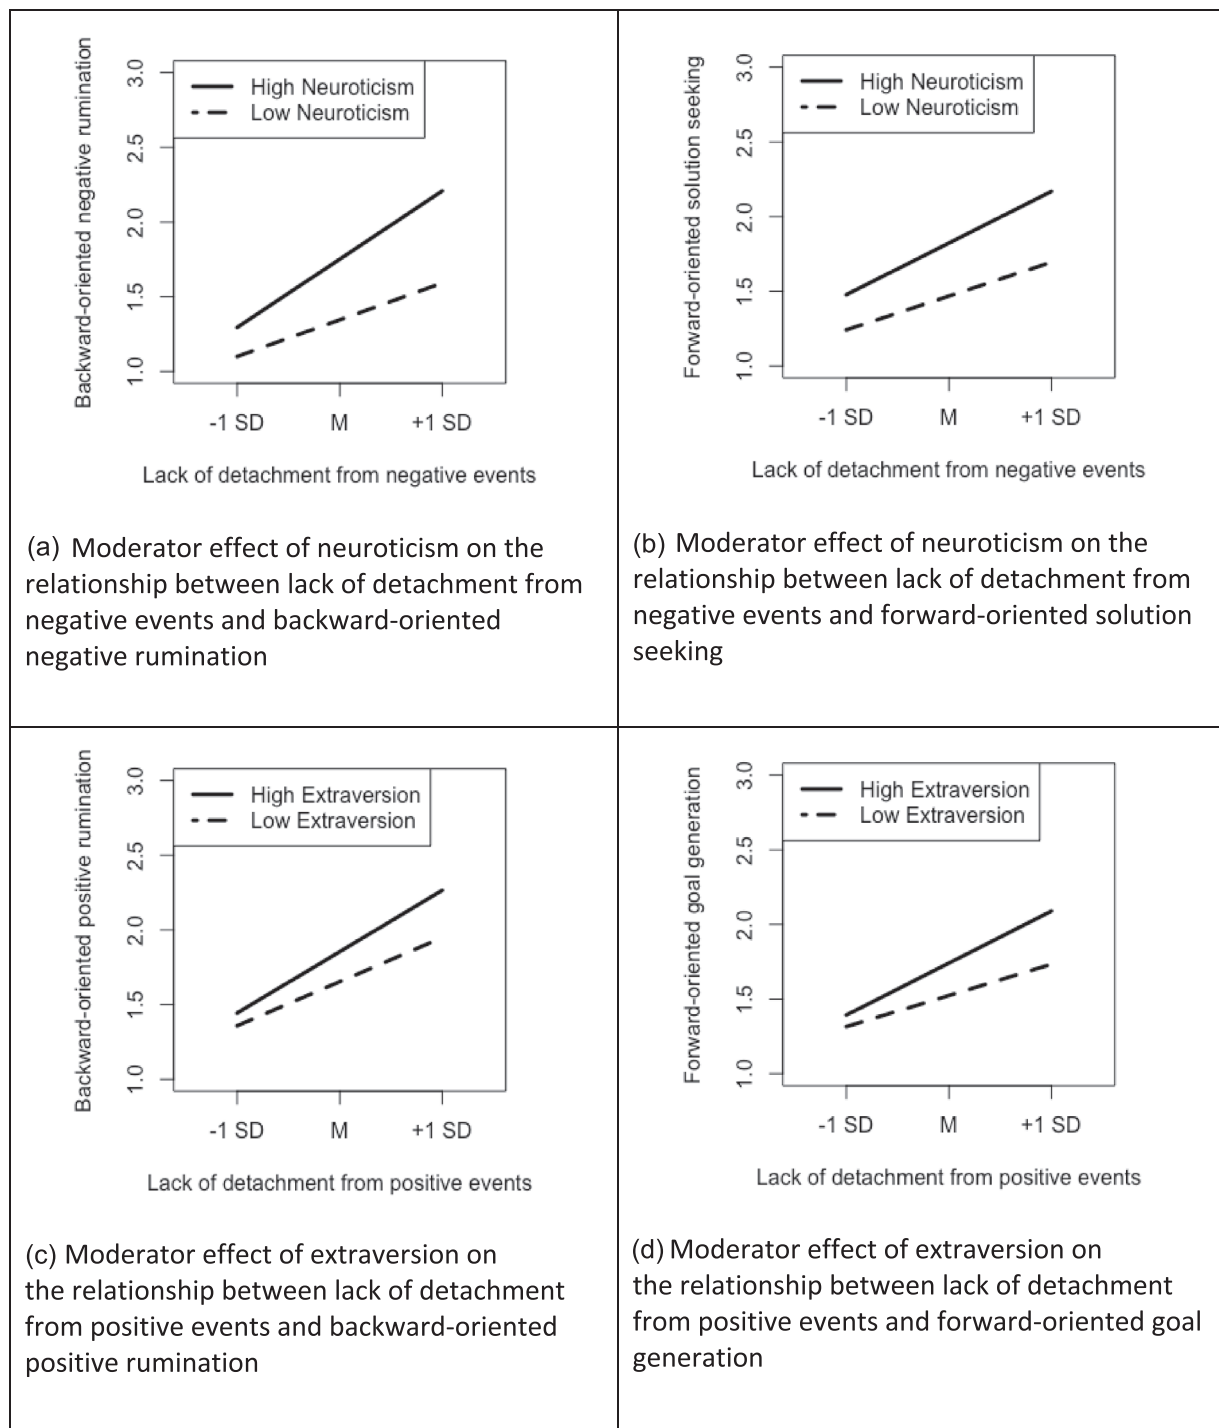 Backward-oriented negative rumination
3.0
2.5
2.0
1.5
1.0
High Neuroticism
Low Neuroticism
-1 SD M +1 SD
Lack of detachment from negative events
(a) Moderator effect of neuroticism on the
relationship between lack of detachment from
negative events and backward-oriented
negative rumination
Forward-oriented solution seeking
3.0
2.5
2.0
1.5
1.0
High Neuroticism
Low Neuroticism
-1 SD M +1 SD
Lack of detachment from negative events
(b) Moderator effect of neuroticism on the
relationship between lack of detachment from
negative events and forward-oriented solution
seeking
Backward-oriented positive rumination
3.0
2.5
2.0
1.5
1.0
High Extraversion
Low Extraversion
-1 SD M +1 SD
Lack of detachment from positive events
(c) Moderator effect of extraversion on
the relationship between lack of detachment
from positive events and backward-oriented
positive rumination
Forward-oriented goal generation
3.0
2.5
2.0
1.5
1.0
High Extraversion
Low Extraversion
-1 SD M +1 SD
Lack of detachment from positive events
(d) Moderator effect of extraversion on
the relationship between lack of detachment
from positive events and forward-oriented goal
generation